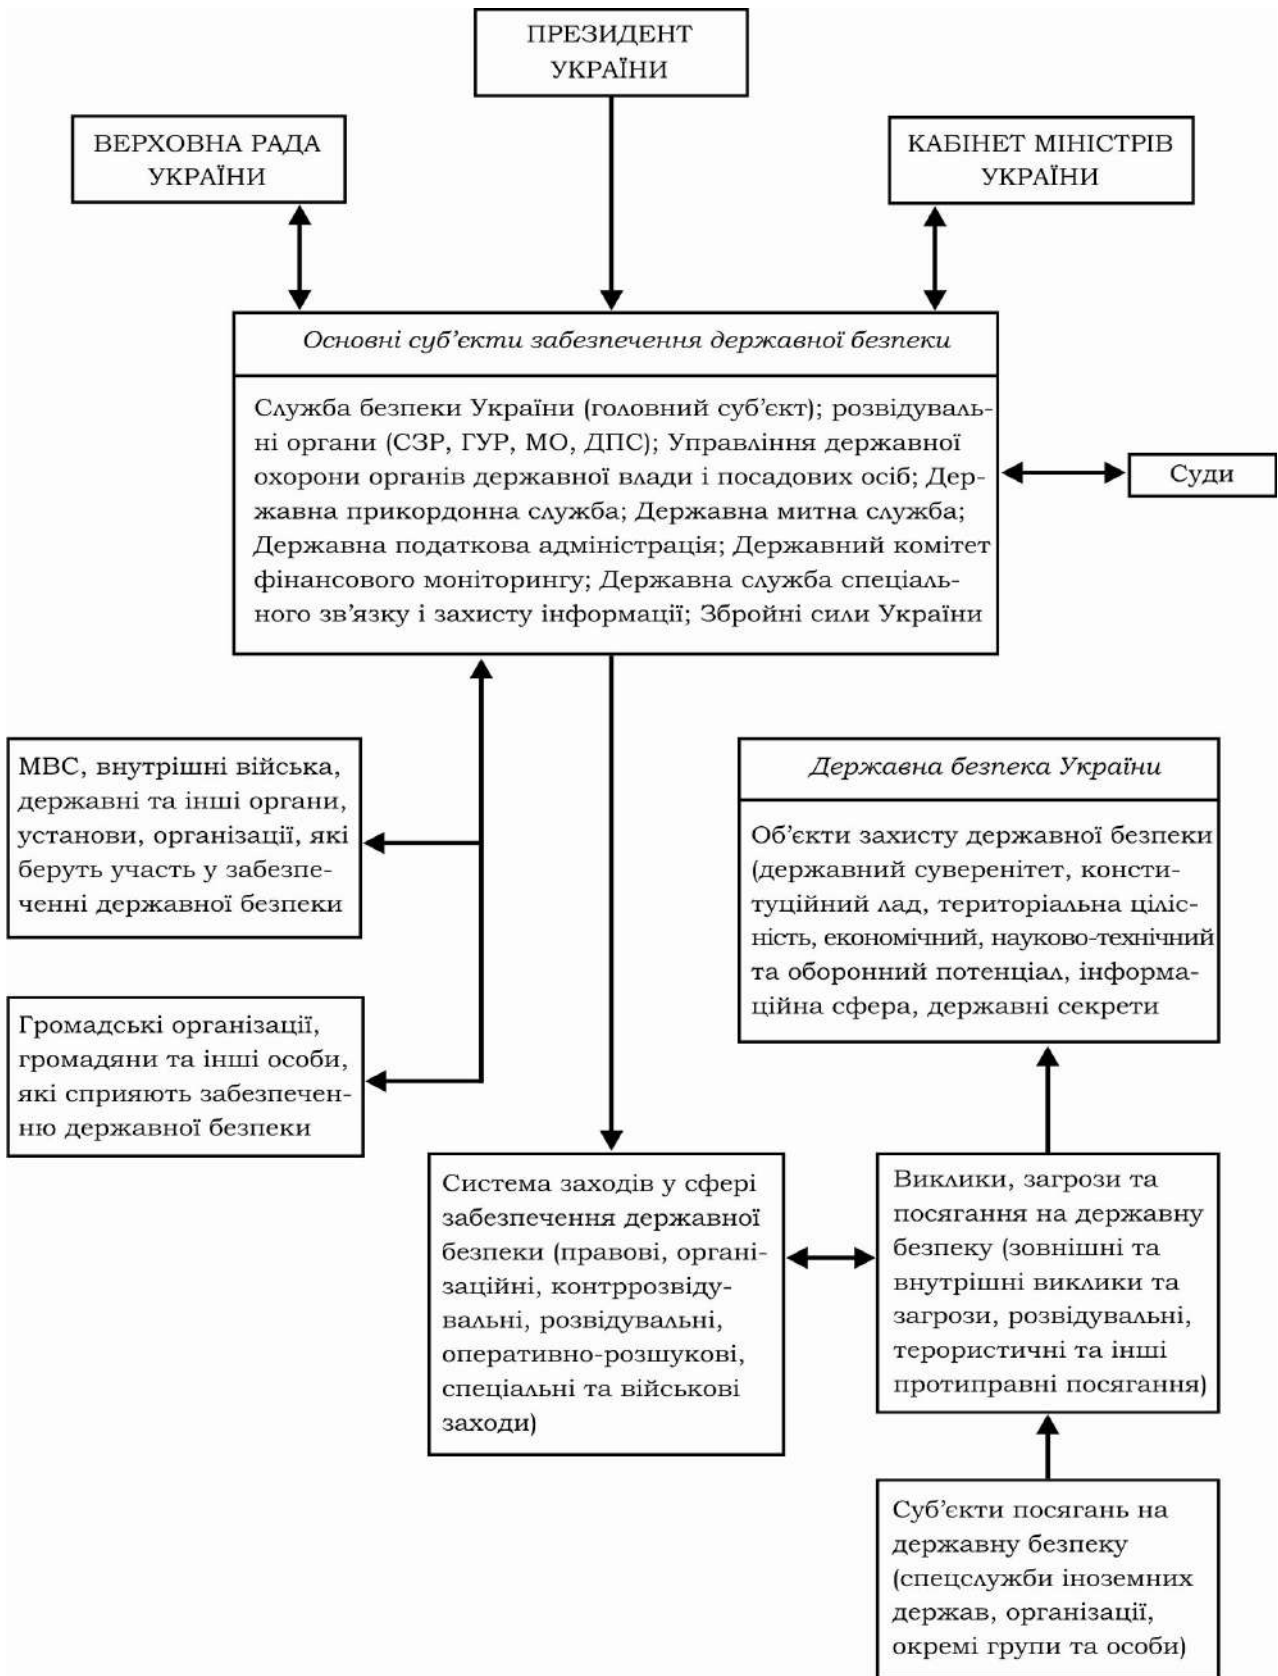 ПРЕЗИДЕНТ
УКРАЇНИ
ВЕРХОВНА РАДА
УКРАЇНИ
КАБІНЕТ МІНІСТРІВ
УКРАЇНИ
Основні суб’єкти забезпечення державної безпеки
Служба безпеки України (головний суб’єкт); розвідуваль-
ні органи (СЗР, ГУР, МО, ДПС); Управління державної
охорони органів державної влади і посадових осіб; Дер-
жавна прикордонна служба; Державна митна служба;
Державна податкова адміністрація; Державний комітет
фінансового моніторингу; Державна служба спеціаль-
ного зв’язку і захисту інформації; Збройні сили України
Суди
МВС, внутрішні війська,
державні та інші органи,
установи, організації, які
беруть участь у забезпе-
ченні державної безпеки
Державна безпека України
Об’єкти захисту державної безпеки
(державний суверенітет, консти-
туційний лад, територіальна ціліс-
ність, економічний, науково-технічний
та оборонний потенціал, інформа-
ційна сфера, державні секрети
Громадські організації,
громадяни та інші особи,
які сприяють забезпечен-
ню державної безпеки
Система заходів у сфері
забезпечення державної
безпеки (правові, органі-
заційні, контррозвіду-
вальні, розвідувальні,
оперативно-розшукові,
спеціальні та військові
заходи)
Виклики, загрози та
посягання на державну
безпеку (зовнішні та
внутрішні виклики та
загрози, розвідувальні,
терористичні та інші
протиправні посягання)
Суб’єкти посягань на
державну безпеку
(спецслужби іноземних
держав, організації,
окремі групи та особи)